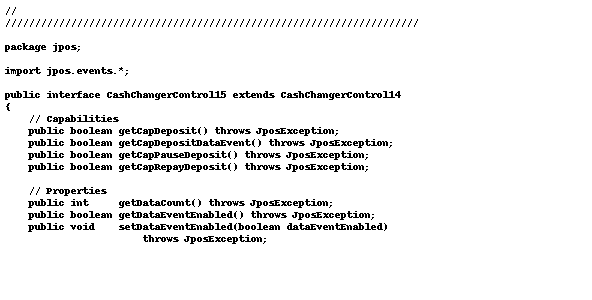 //
//////////////////////////////////////////////////////////////////////

package jpos;

import jpos.events.*;

public interface CashChangerControl15 extends CashChangerControl14
{
    // Capabilities
    public boolean getCapDeposit() throws JposException;
    public boolean getCapDepositDataEvent() throws JposException;
    public boolean getCapPauseDeposit() throws JposException;
    public boolean getCapRepayDeposit() throws JposException;

    // Properties
    public int     getDataCount() throws JposException;
    public boolean getDataEventEnabled() throws JposException;
    public void    setDataEventEnabled(boolean dataEventEnabled)
                       throws JposException;